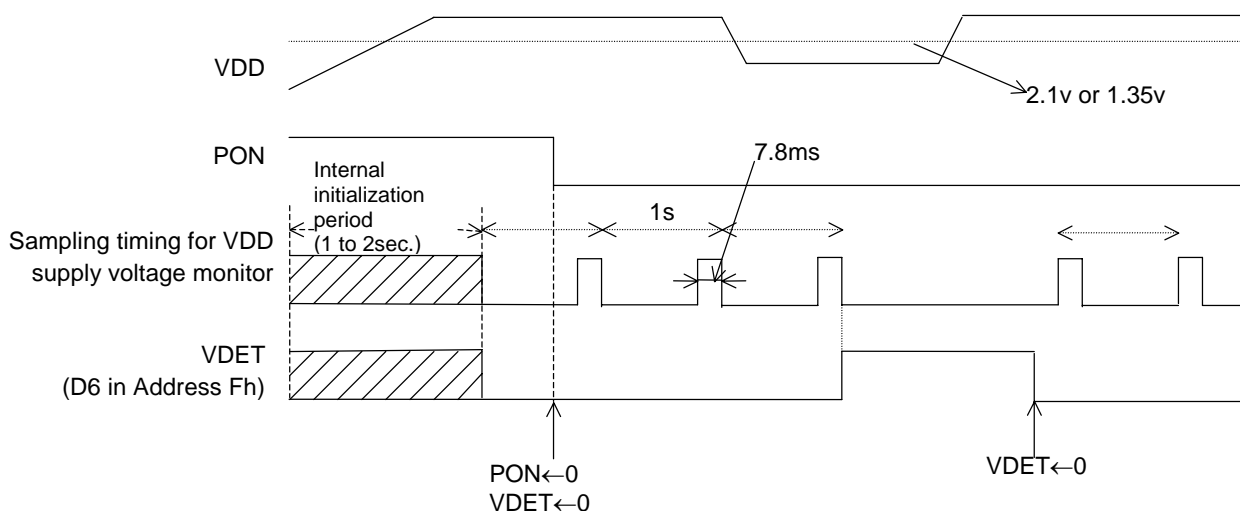 VDD
2.1v or 1.35v
PON
7.8ms
Internal
initialization
period
(1 to 2sec.)
1s
Sampling timing for VDD
supply voltage monitor
VDET
(D6 in Address Fh)
PON←0
VDET←0
VDET←0